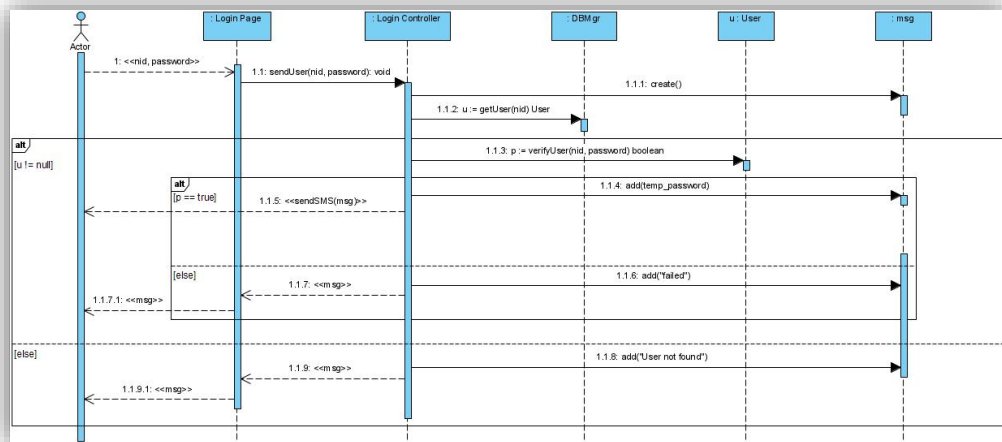 : Login Page
: Login Controller
: DBMgr
u : User
: msg
Actor
1: <<nid, password>>
1.1: sendUser(nid, password): void
1.1.1: create()
1.1.2: u := getUser(nid) User
alt
[u != null]
1.1.3: p := verifyUser(nid, password) boolean
alt
[p == true]
1.1.4: add(temp_password)
1.1.5: <<sendSMS(msg)>>
[else]
1.1.6: add("failed")
1.1.7: <<msg>>
1.1.7.1: <<msg>>
[else]
1.1.8: add("User not found")
1.1.9: <<msg>>
1.1.9.1: <<msg>>